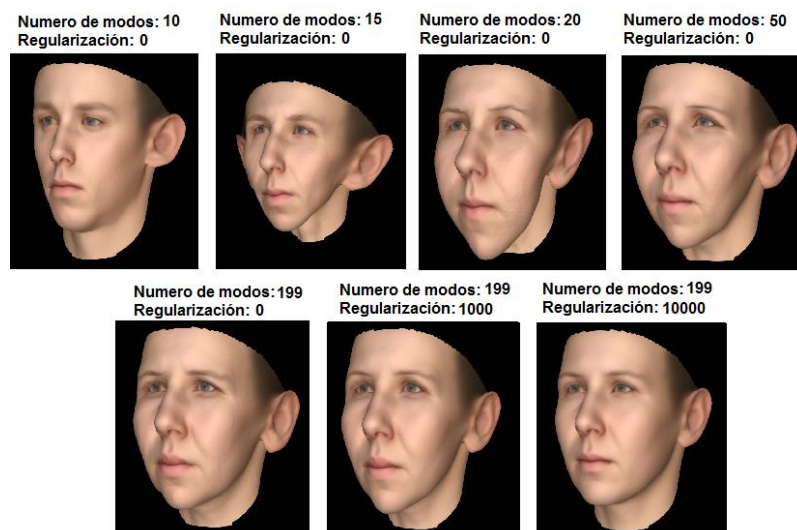 Numero de modos: 10
Regularización: 0
Numero de modos: 15
Regularización: 0
Numero de modos: 20
Regularización: 0
Numero de modos: 50
Regularización: 0
Numero de modos: 199
Regularización: 0
Numero de modos: 199
Regularización: 1000
Numero de modos: 199
Regularización: 10000